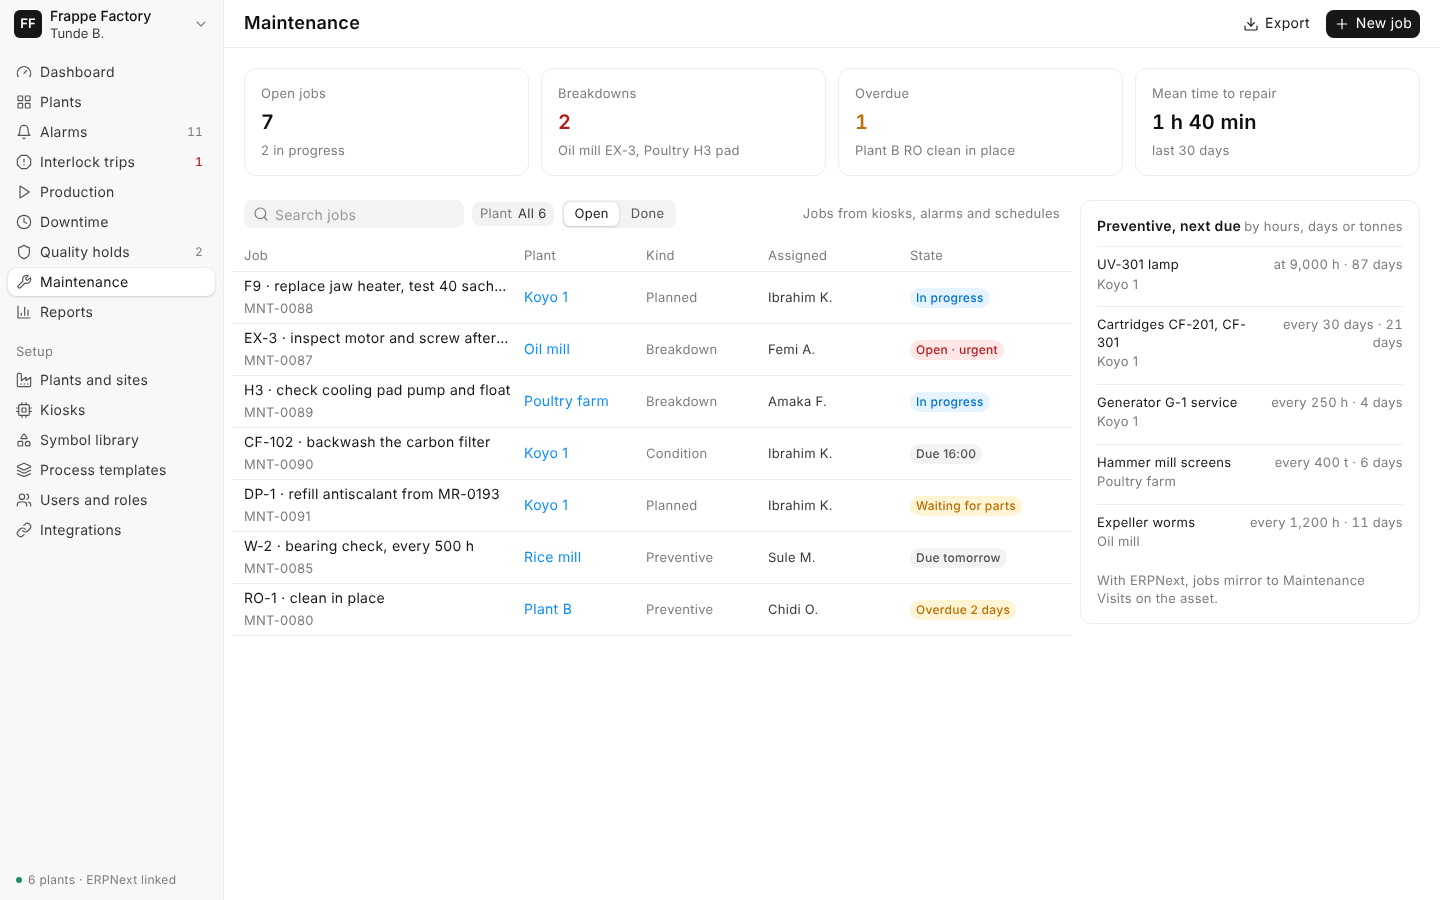 FF
Frappe Factory
Tunde B.
Dashboard
Plants
Alarms 11
Interlock trips 1
Production
Downtime
Quality holds 2
Maintenance
Reports
Setup
Plants and sites
Kiosks
Symbol library
Process templates
Users and roles
Integrations
6 plants · ERPNext linked
Maintenance
Export
New job
Open jobs
7
2 in progress
Breakdowns
2
Oil mill EX-3, Poultry H3 pad
Overdue
1
Plant B RO clean in place
Mean time to repair
1 h 40 min
last 30 days
Search jobs
Plant All 6
Open
Done
Jobs from kiosks, alarms and schedules
Job Plant Kind Assigned State
F9 · replace jaw heater, test 40 sach...
MNT-0088
Koyo 1 Planned Ibrahim K. In progress
EX-3 · inspect motor and screw after...
MNT-0087
Oil mill Breakdown Femi A. Open · urgent
H3 · check cooling pad pump and float
MNT-0089
Poultry farm Breakdown Amaka F. In progress
CF-102 · backwash the carbon filter
MNT-0090
Koyo 1 Condition Ibrahim K. Due 16:00
DP-1 · refill antiscalant from MR-0193
MNT-0091
Koyo 1 Planned Ibrahim K. Waiting for parts
W-2 · bearing check, every 500 h
MNT-0085
Rice mill Preventive Sule M. Due tomorrow
RO-1 · clean in place
MNT-0080
Plant B Preventive Chidi O. Overdue 2 days
Preventive, next due by hours, days or tonnes
UV-301 lamp at 9,000 h · 87 days
Koyo 1
Cartridges CF-201, CF- every 30 days · 21
301 days
Koyo 1
Generator G-1 service every 250 h · 4 days
Koyo 1
Hammer mill screens every 400 t · 6 days
Poultry farm
Expeller worms every 1,200 h · 11 days
Oil mill
With ERPNext, jobs mirror to Maintenance
Visits on the asset.